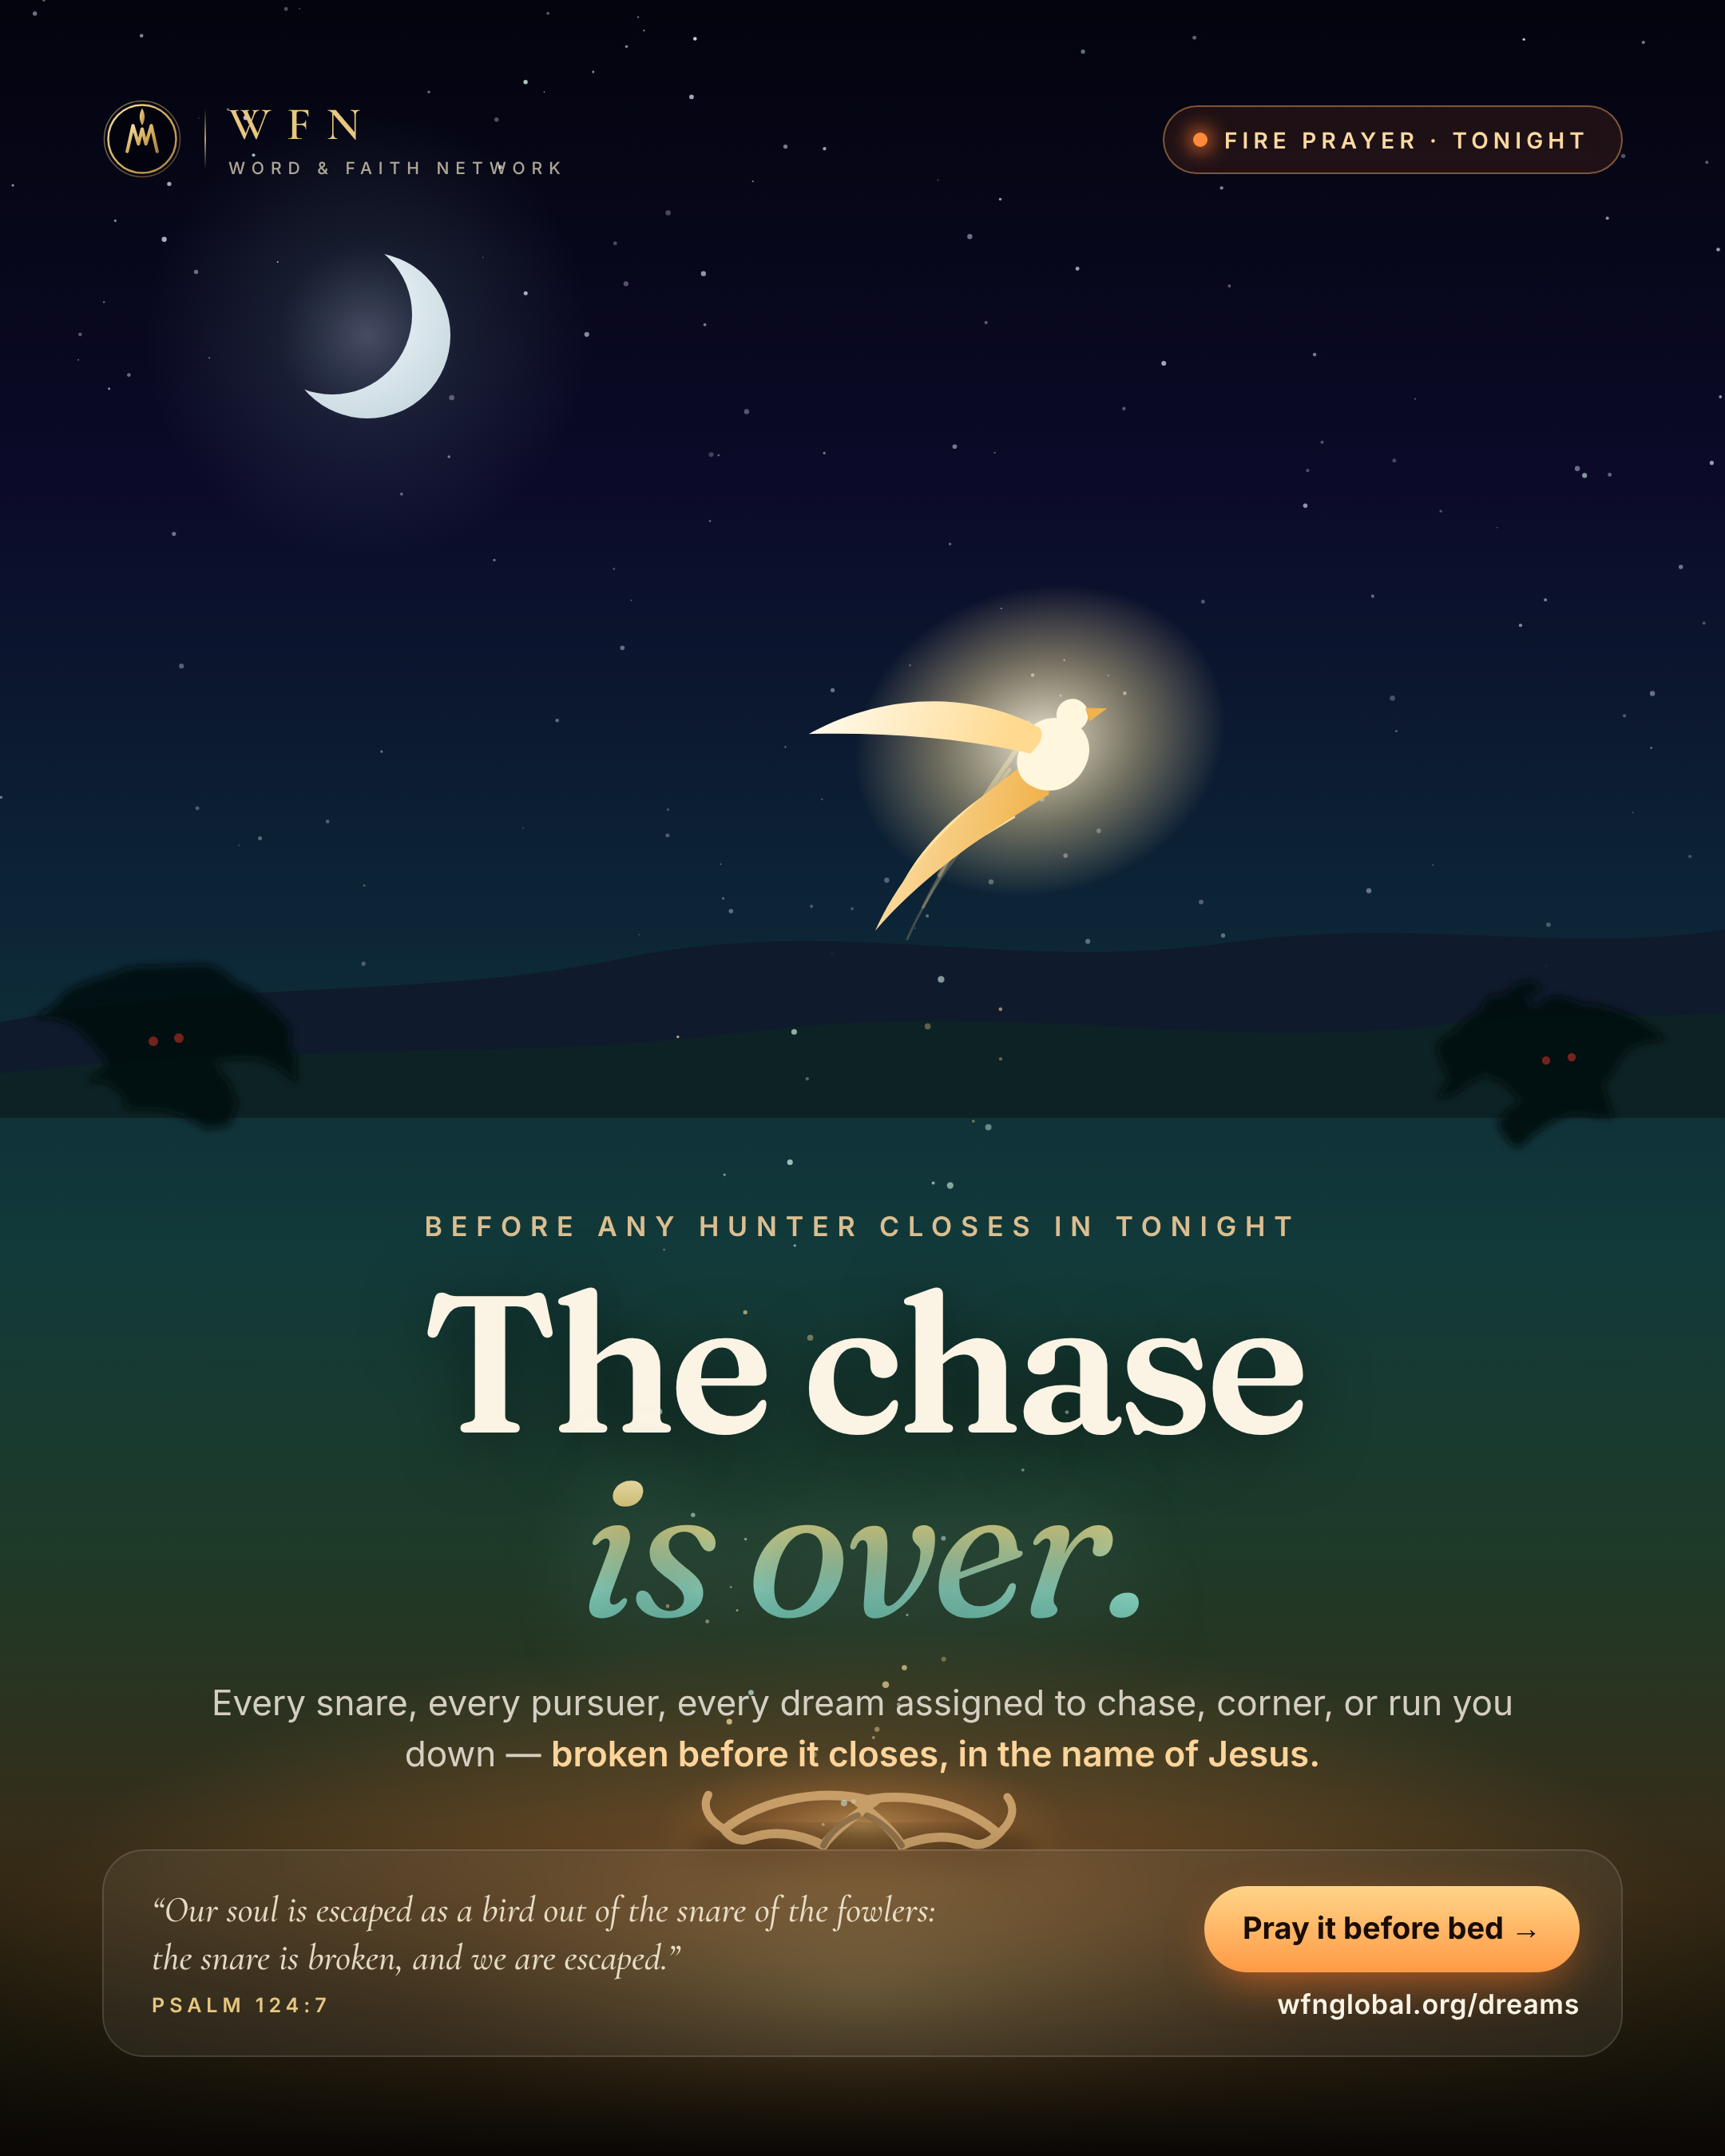 WFN
WORD & FAITH NETWORK
FIRE PRAYER · TONIGHT
BEFORE ANY HUNTER CLOSES IN TONIGHT
The chase
is over.
Every snare, every pursuer, every dream assigned to chase, corner, or run you
down — broken before it closes, in the name of Jesus.
“Our soul is escaped as a bird out of the snare of the fowlers:
the snare is broken, and we are escaped.”
PSALM 124:7
Pray it before bed →
wfnglobal.org/dreams